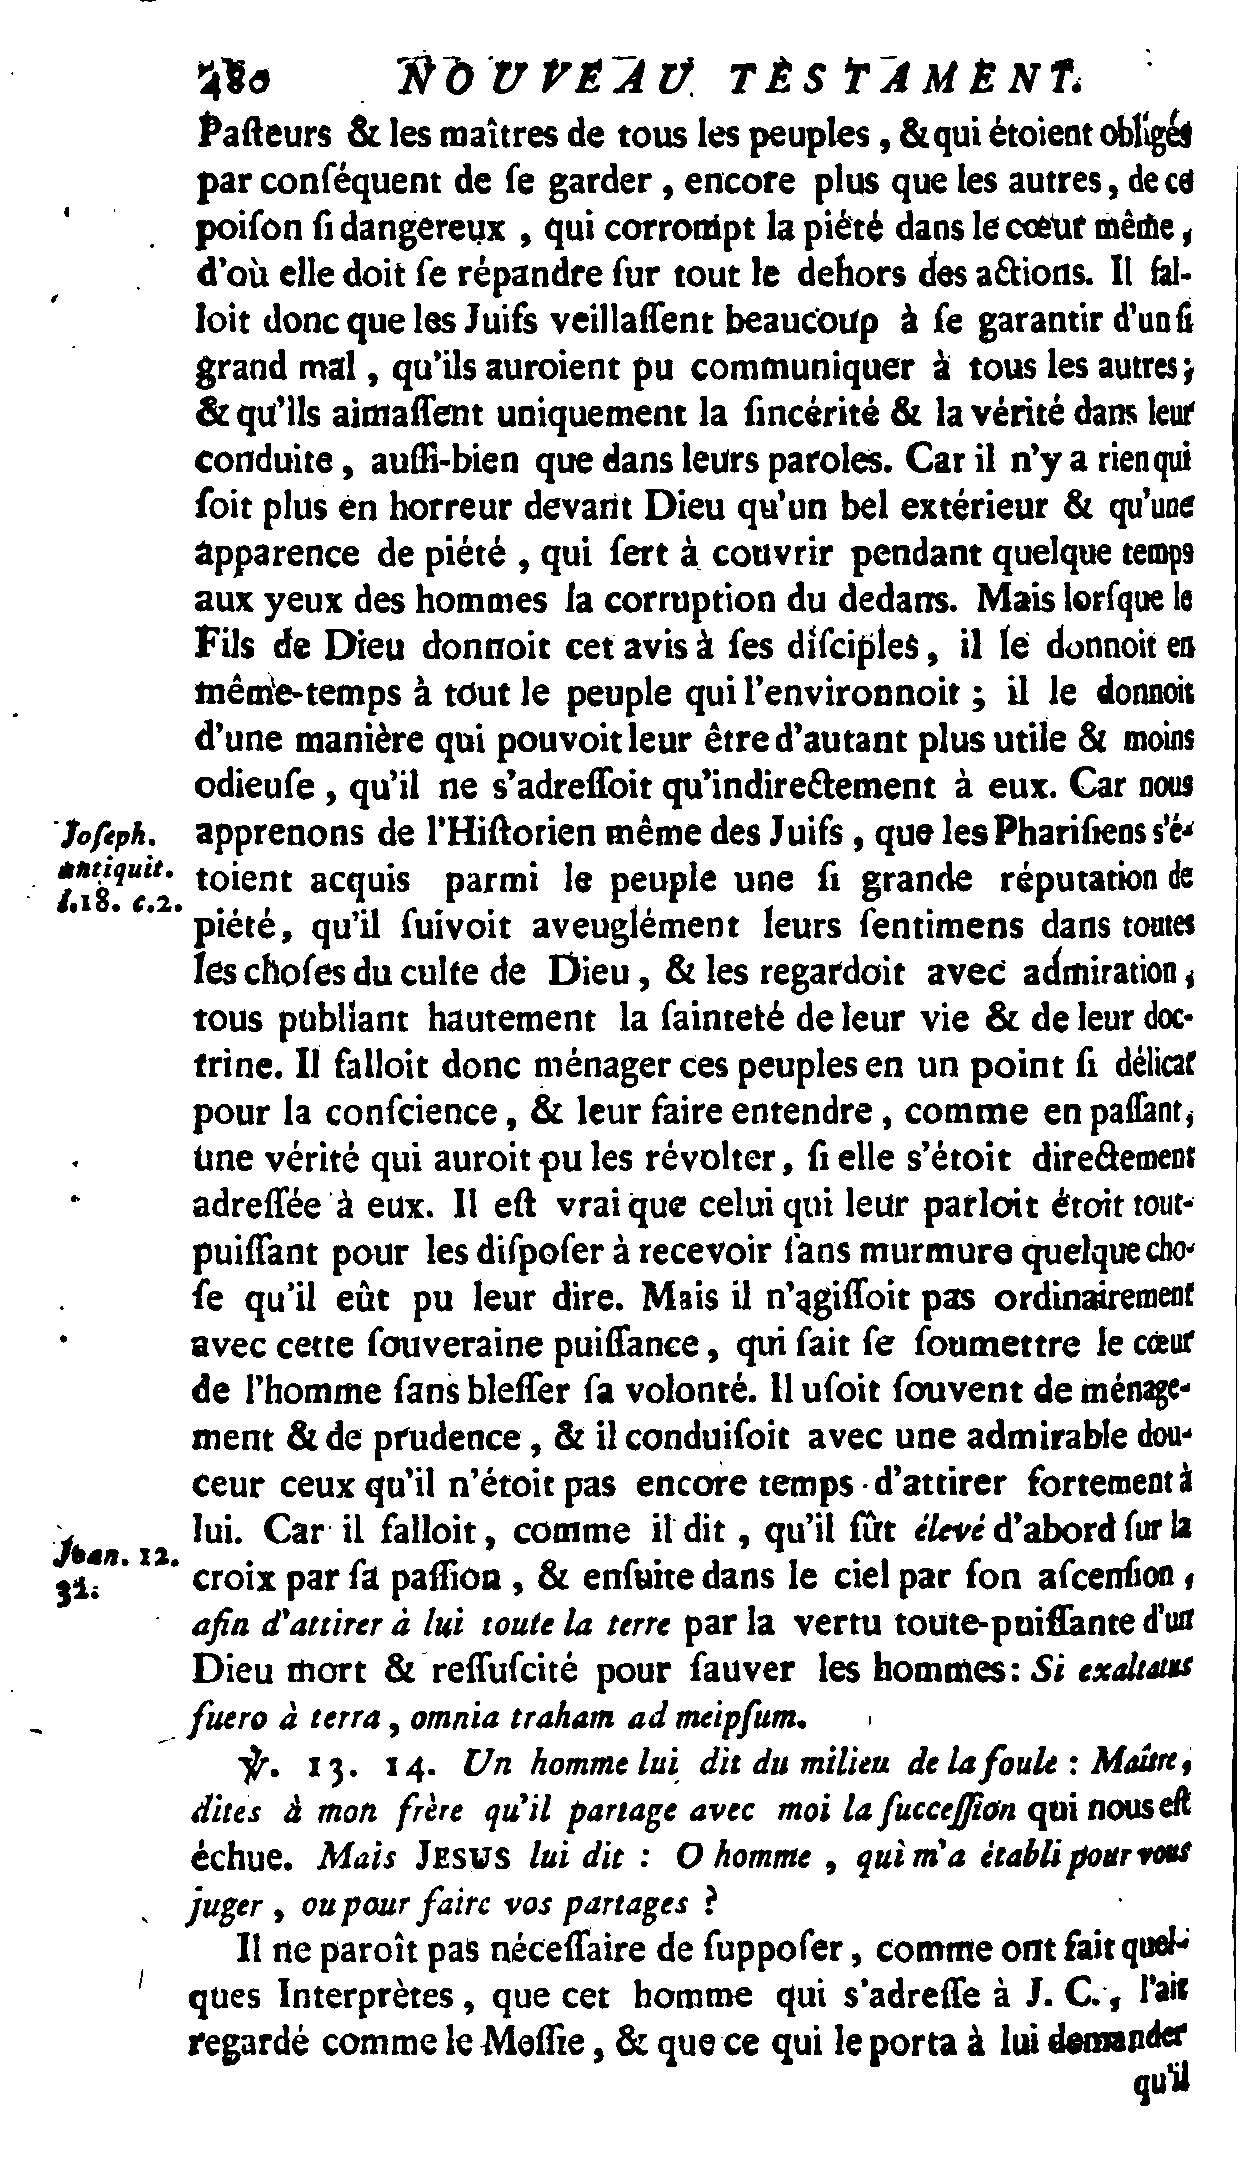 480 NOUVEAU TESTAMENT.
Paſteurs & les maîtres de tous les peuples, & qui étoient obligés
par conſéquent de ſe garder, encore plus que les autres, de ce
poiſon ſi dangereux, qui corrompt la piété dans le cœur même,
d'où elle doit ſe répandre ſur tout le dehors des actions. Il fal-
loit donc que les Juifs veillaſſent beaucoup à ſe garantir d'un ſi
grand mal, qu'ils auroient pu communiquer à tous les autres;
& qu'ils aimaſſent uniquement la ſincérité & la vérité dans leur
conduite, auſſi-bien que dans leurs paroles. Car il n'y a rien qui
ſoit plus en horreur devant Dieu qu'un bel extérieur & qu'une
apparence de piété, qui ſert à couvrir pendant quelque temps
aux yeux des hommes la corruption du dedans. Mais lorſque le
Fils de Dieu donnoit cet avis à ſes diſciples, il le donnoit en
même-temps à tout le peuple qui l'environnoit; il le donnoit
d'une manière qui pouvoit leur être d'autant plus utile & moins
odieuſe, qu'il ne s'adreſſoit qu'indirectement à eux. Car nous
Joſeph. antiquit. l.18. c.2.
apprenons de l'Hiſtorien même des Juifs, que les Phariſiens s'é-
toient acquis parmi le peuple une ſi grande réputation de
piété, qu'il ſuivoit aveuglément leurs ſentimens dans toutes
les choſes du culte de Dieu, & les regardoit avec admiration,
tous publiant hautement la ſainteté de leur vie & de leur doc-
trine. Il falloit donc ménager ces peuples en un point ſi délicat
pour la conſcience, & leur faire entendre, comme en paſſant,
une vérité qui auroit pu les révolter, ſi elle s'étoit directement
adreſſée à eux. Il eſt vrai que celui qui leur parloit étoit tout-
puiſſant pour les diſpoſer à recevoir ſans murmure quelque cho-
ſe qu'il eût pu leur dire. Mais il n'agiſſoit pas ordinairement
avec cette ſouveraine puiſſance, qui fait ſe ſoumettre le cœur
de l'homme ſans bleſſer ſa volonté. Il uſoit ſouvent de ménage-
ment & de prudence, & il conduiſoit avec une admirable dou-
ceur ceux qu'il n'étoit pas encore temps d'attirer fortement à
lui. Car il falloit, comme il dit, qu'il fût élevé d'abord ſur la
Joan. 12. 32.
croix par ſa paſſion, & enſuite dans le ciel par ſon aſcenſion,
afin d'attirer à lui toute la terre par la vertu toute-puiſſante d'un
Dieu mort & reſſuſcité pour ſauver les hommes: Si exaltatus
fuero à terra, omnia traham ad meipſum.
℣. 13. 14. Un homme lui dit du milieu de la foule: Maître,
dites à mon frère qu'il partage avec moi la ſucceſſion qui nous eſt
échue. Mais JESUS lui dit: O homme, qui m'a établi pour vous
juger, ou pour faire vos partages?
Il ne paroît pas néceſſaire de ſuppoſer, comme ont fait quel-
ques Interprètes, que cet homme qui s'adreſſe à J. C., l'ait
regardé comme le Meſſie, & que ce qui le porta à lui demander
qu'il